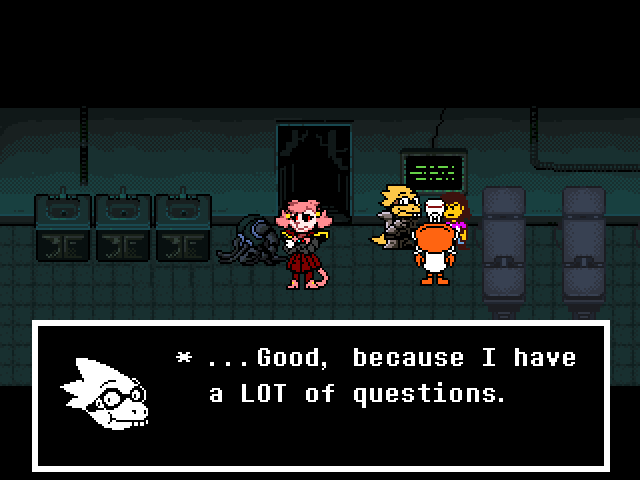 * ...Good, because I have
a LOT of questions.